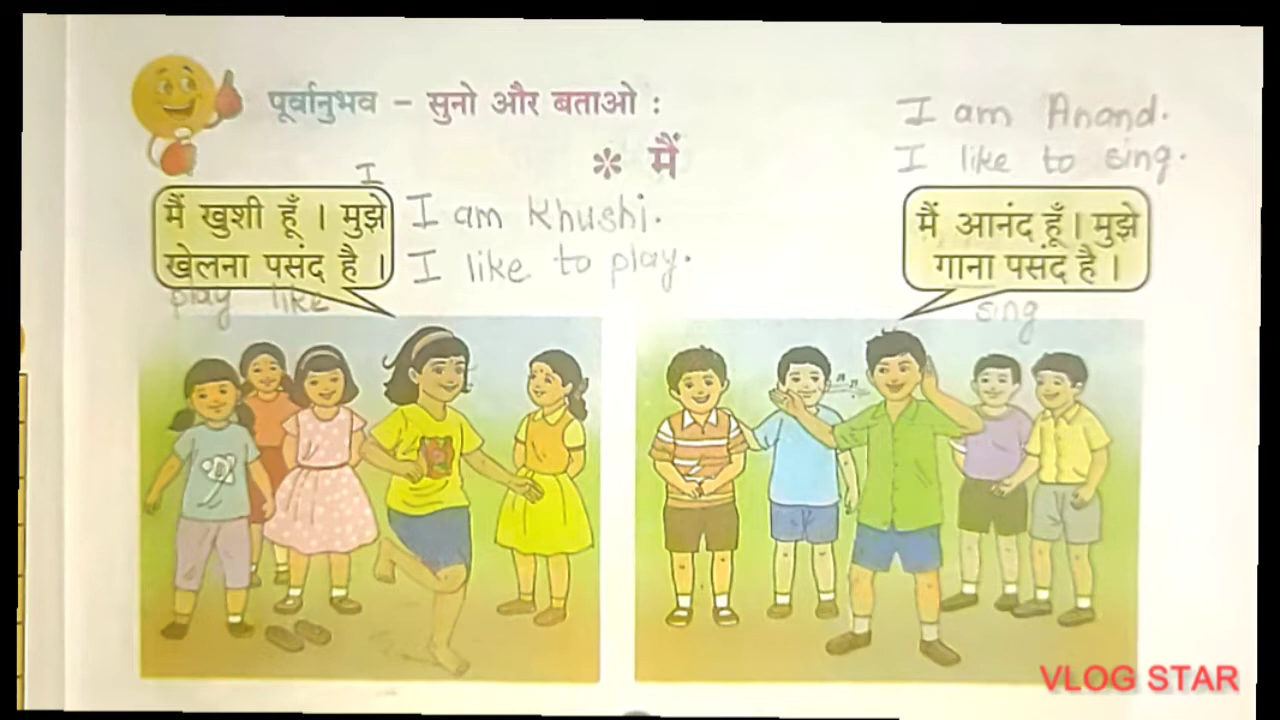 पूर्वानुभव – सुनो और बताओ :
* मैं
I am Anand.
I like to sing.
I
मैं खुशी हूँ । मुझे
खेलना पसंद है ।
I am Khushi.
I like to play.
play like
मैं आनंद हूँ । मुझे
गाना पसंद है ।
sing
VLOG STAR